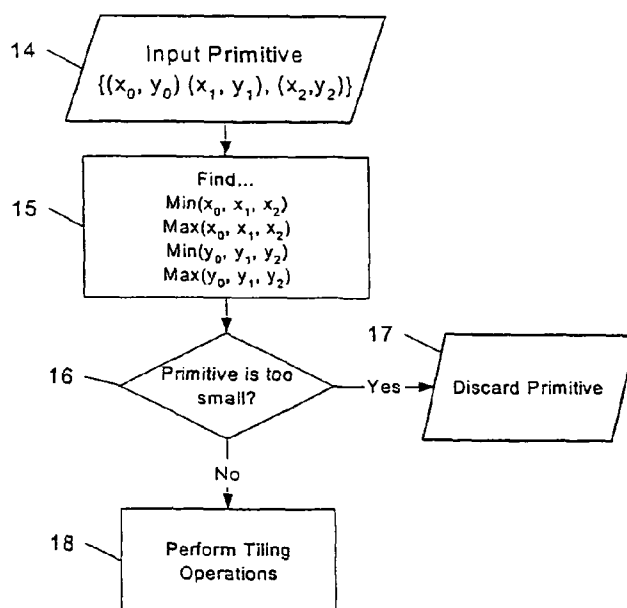 14
Input Primitive
{(x₀, y₀) (x₁, y₁), (x₂,y₂)}
15
Find...
Min(x₀, x₁, x₂)
Max(x₀, x₁, x₂)
Min(y₀, y₁, y₂)
Max(y₀, y₁, y₂)
16
Primitive is too
small?
Yes
17
Discard Primitive
No
18
Perform Tiling
Operations